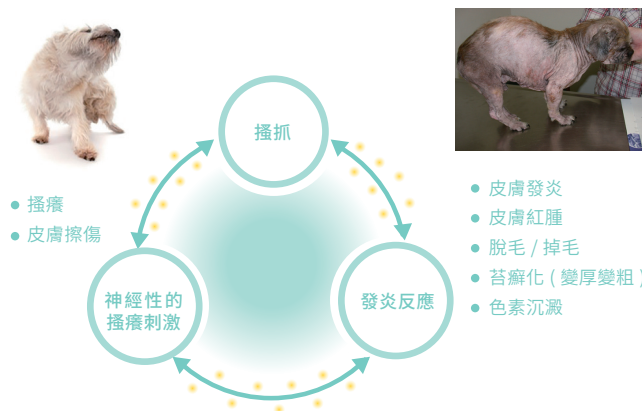 搔抓
• 搔癢
• 皮膚擦傷
神經性的
搔癢刺激
發炎反應
• 皮膚發炎
• 皮膚紅腫
• 脫毛 / 掉毛
• 苔癬化 ( 變厚變粗 )
• 色素沉澱